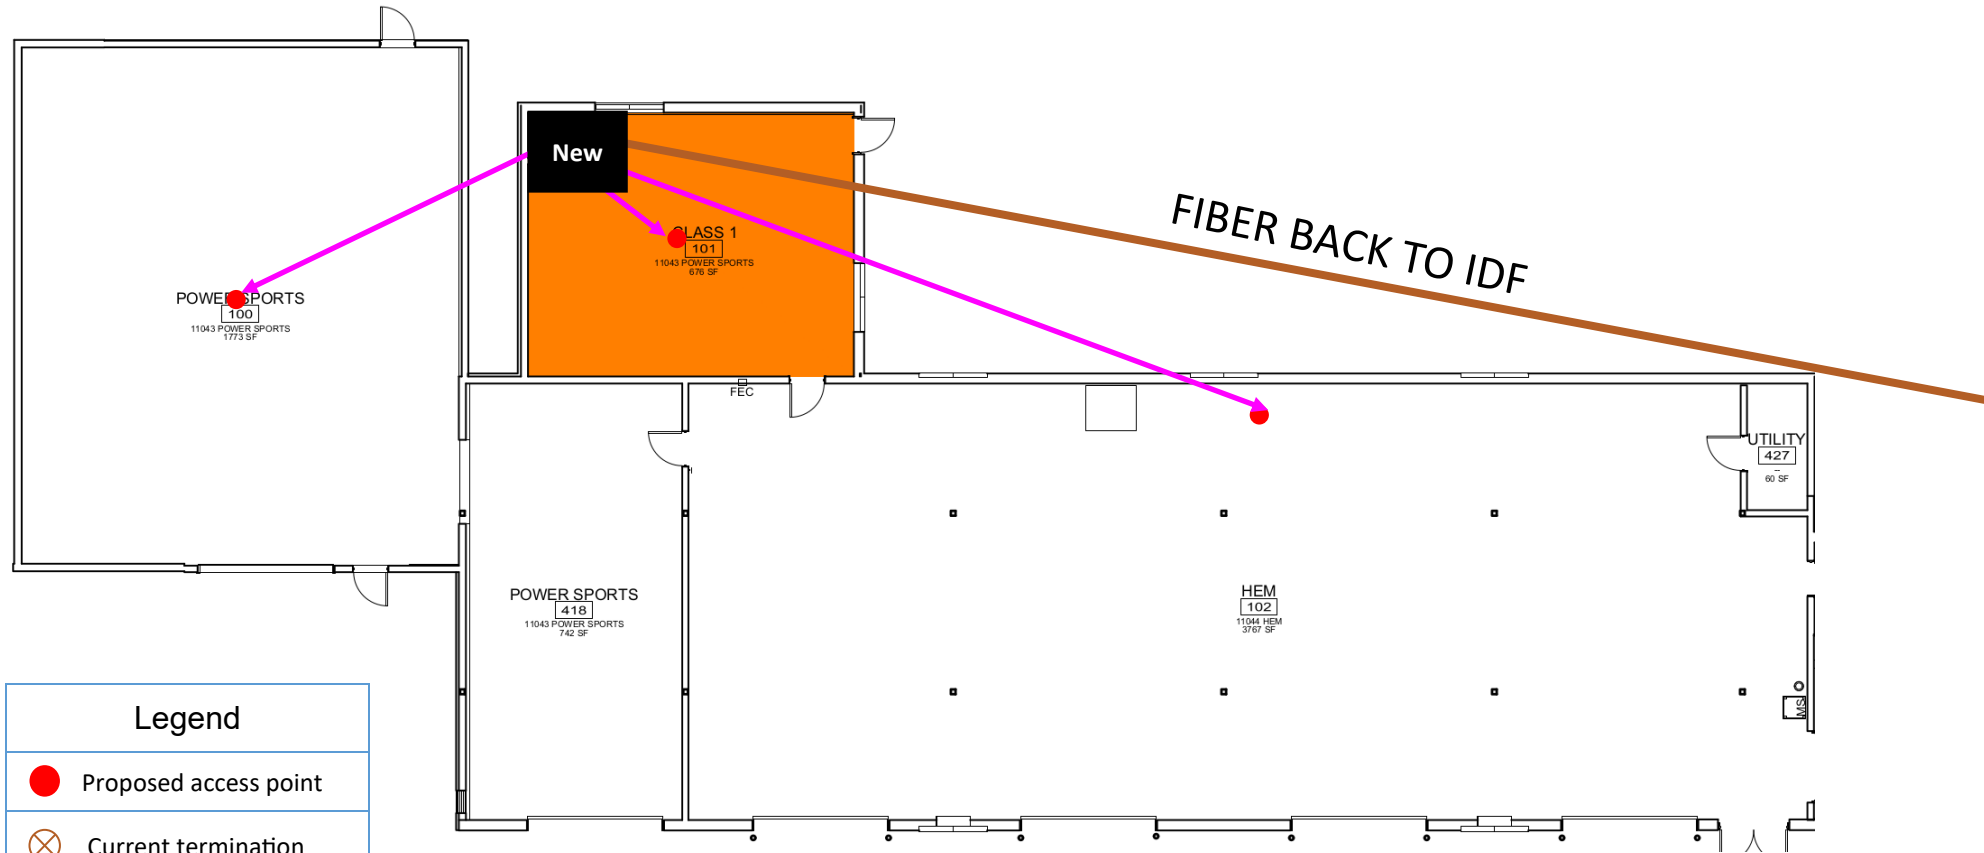 New
FIBER BACK TO IDF
CLASS 1
101
11043 POWER SPORTS
676 SF
POWER SPORTS
100
11043 POWER SPORTS
1773 SF
FEC
UTILITY
427
–
60 SF
POWER SPORTS
418
11043 POWER SPORTS
742 SF
HEM
102
11044 HEM
3767 SF
MS
Legend
Proposed access point
Current termination